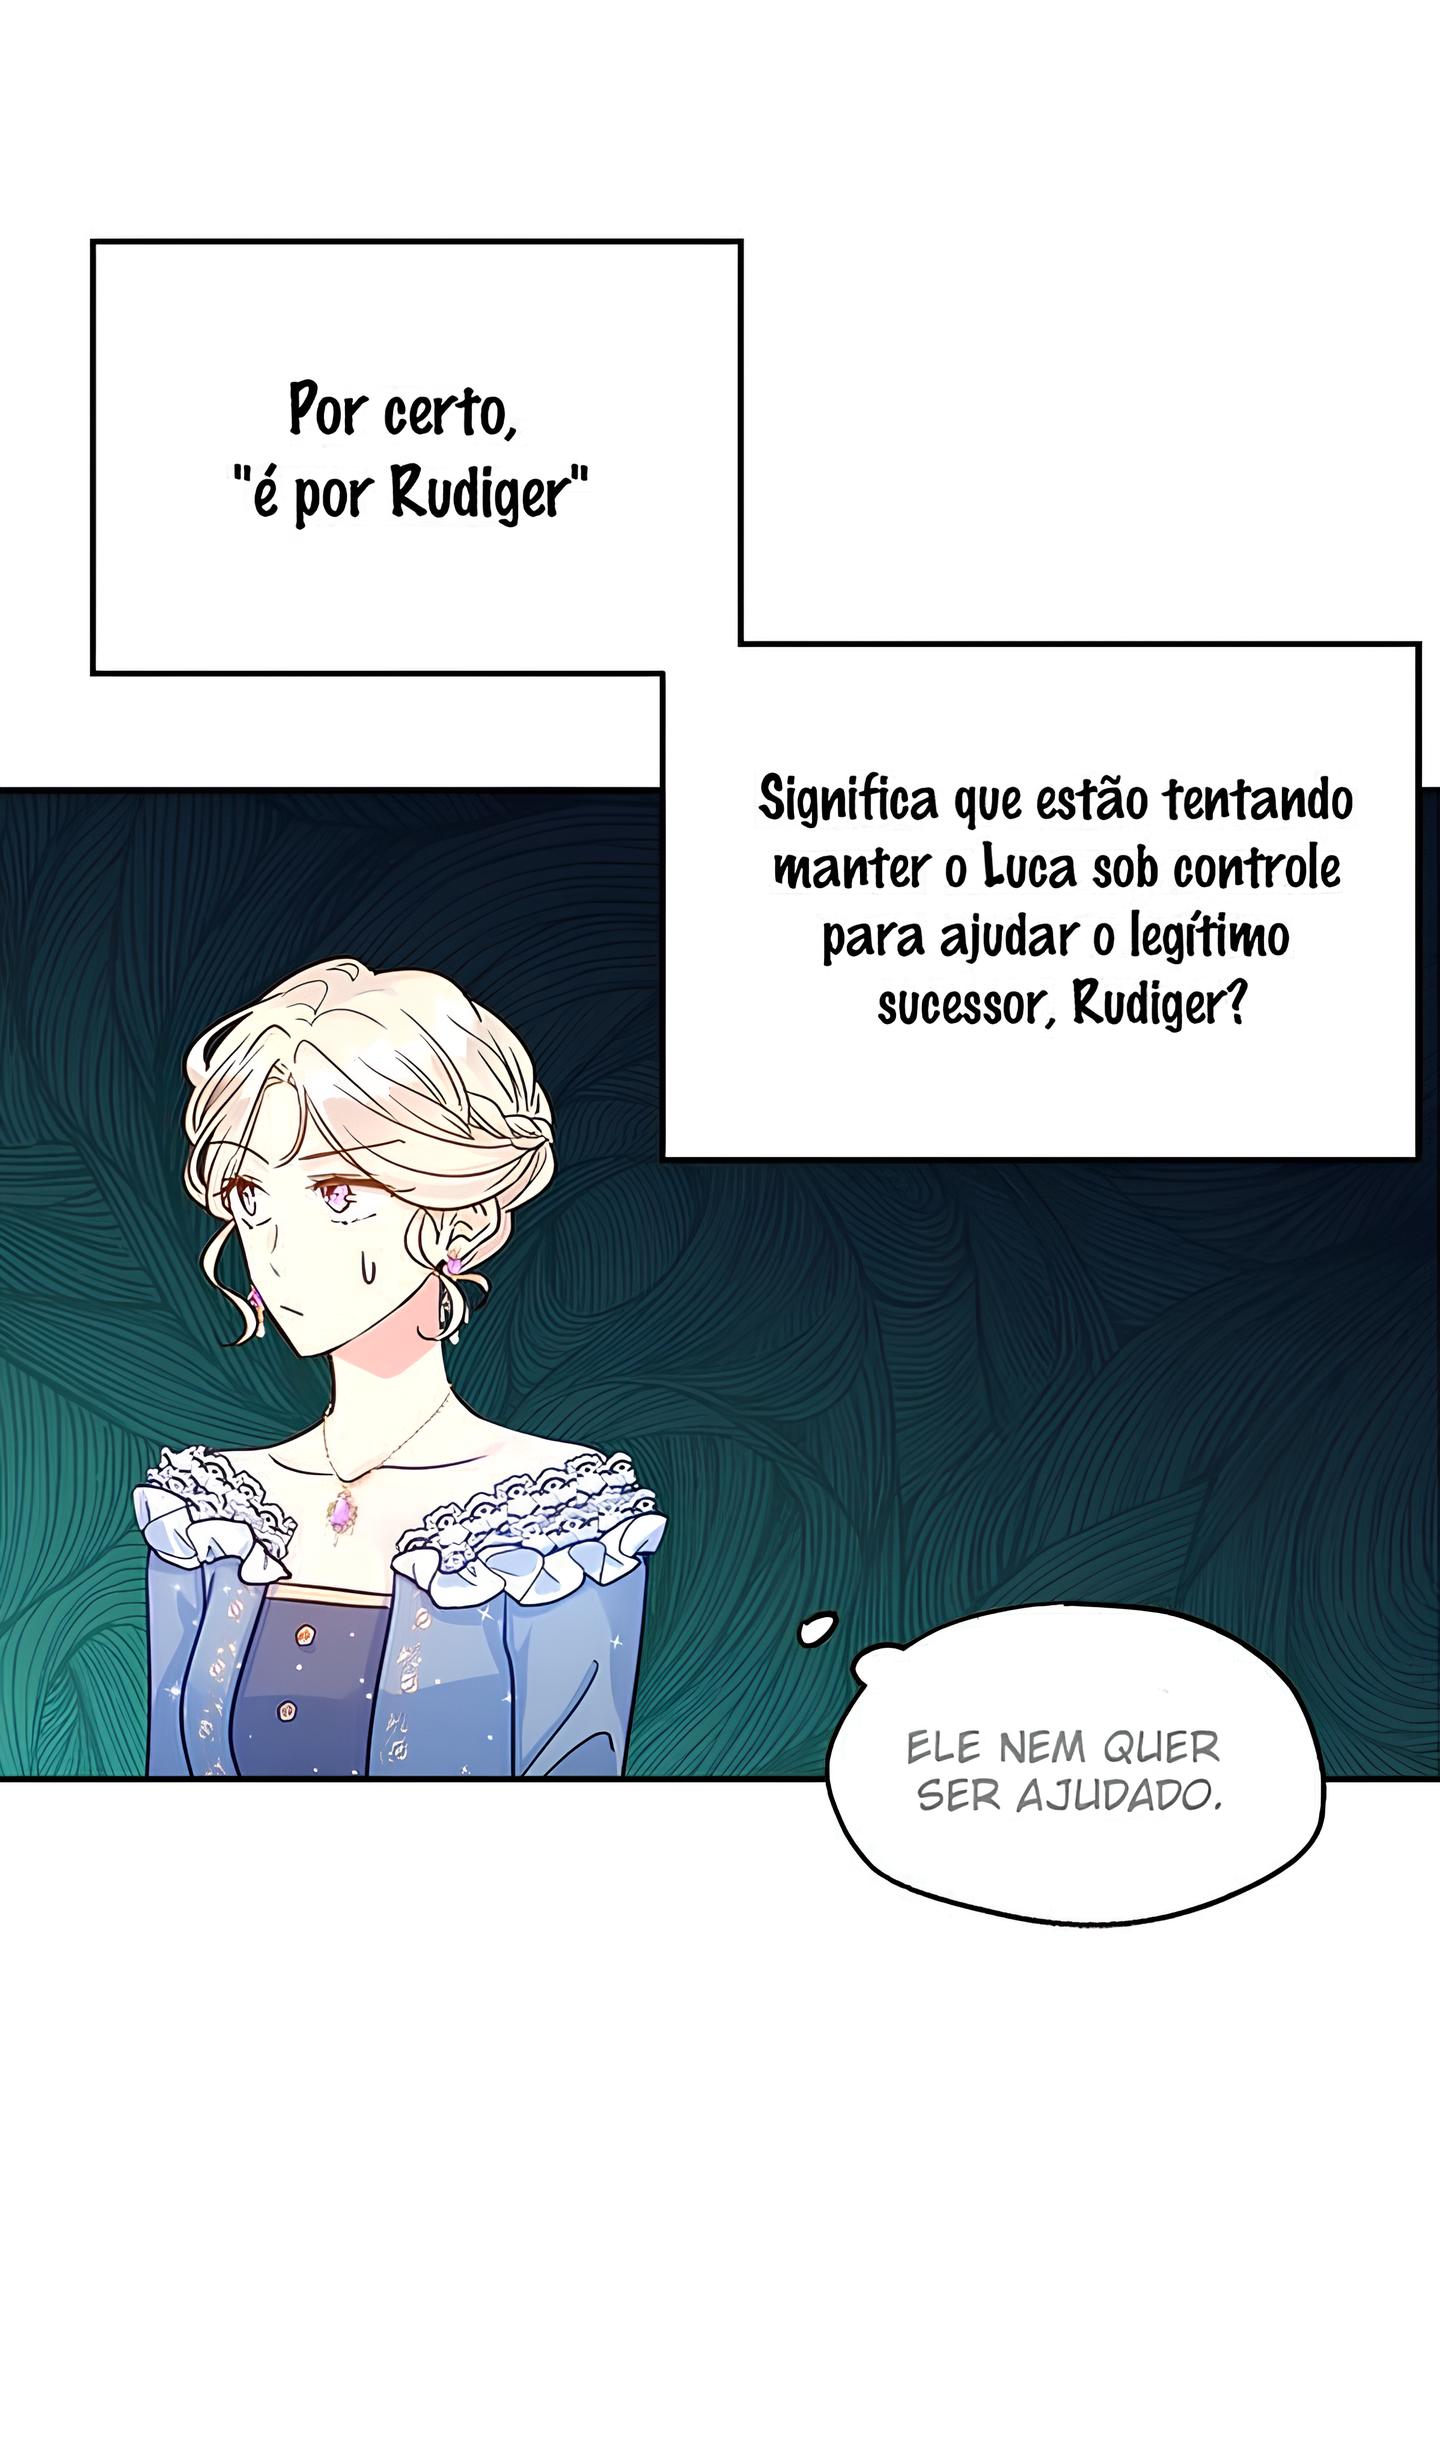 Por certo,
"é por Rudiger"
Significa que estão tentando
manter o Luca sob controle
para ajudar o legítimo
sucessor, Rudiger?
ELE NEM QUER
SER AJUDADO.